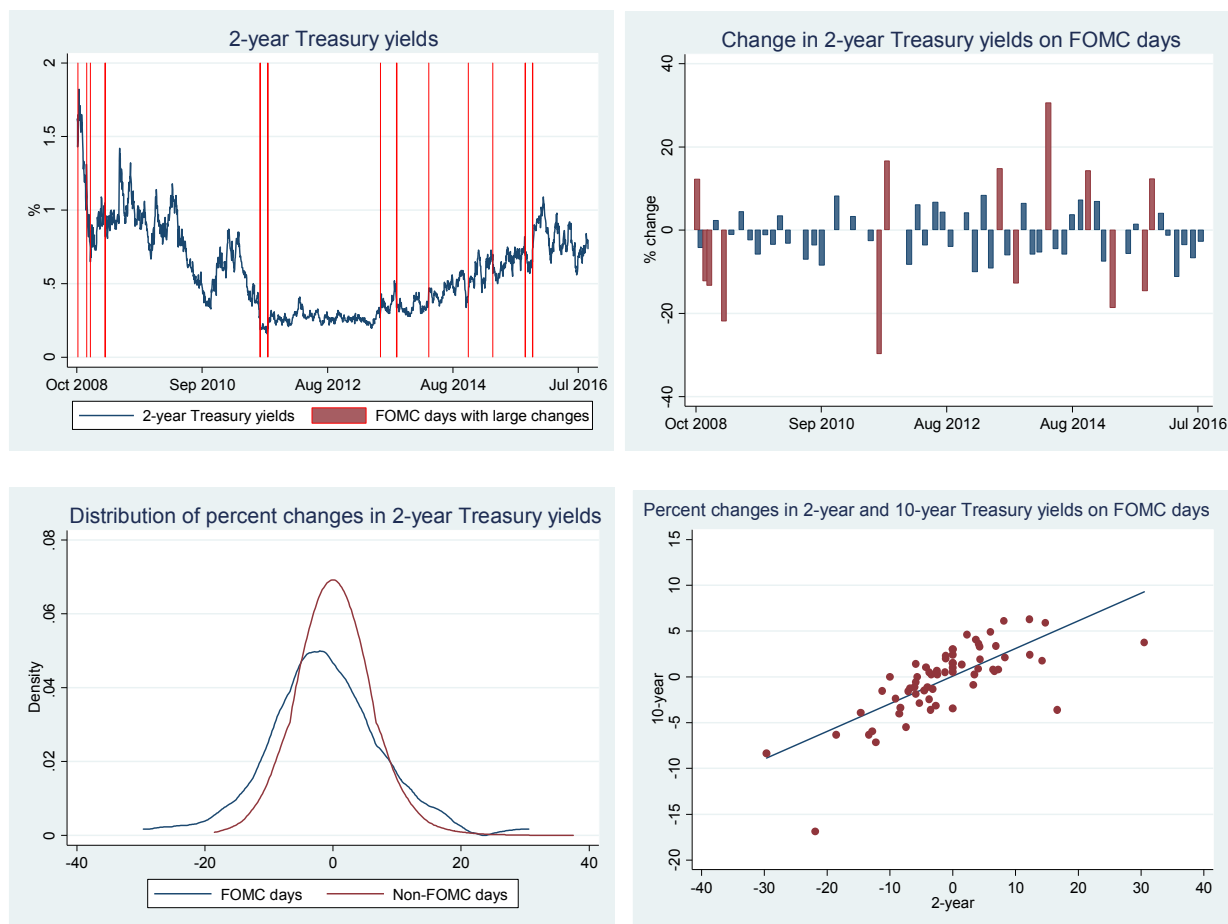 2-year Treasury yields
2
1.5
1
.5
0
%
Oct 2008 Sep 2010 Aug 2012 Aug 2014 Jul 2016
2-year Treasury yields FOMC days with large changes
Change in 2-year Treasury yields on FOMC days
40
20
0
-20
-40
% change
Oct 2008 Sep 2010 Aug 2012 Aug 2014 Jul 2016
Distribution of percent changes in 2-year Treasury yields
.08
.06
.04
.02
0
Density
-40 -20 0 20 40
FOMC days Non-FOMC days
Percent changes in 2-year and 10-year Treasury yields on FOMC days
15
10
5
0
-5
-10
-15
-20
10-year
-40 -30 -20 -10 0 10 20 30 40
2-year